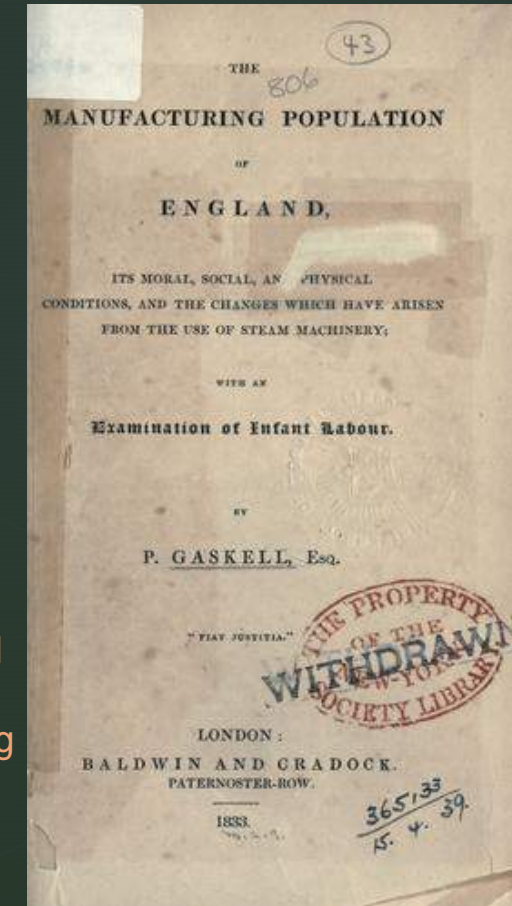 43
THE
806
MANUFACTURING POPULATION
OF
ENGLAND,
ITS MORAL, SOCIAL, AN PHYSICAL
CONDITIONS, AND THE CHANGES WHICH HAVE ARISEN
FROM THE USE OF STEAM MACHINERY;
WITH AN
Examination of Infant Labour.
BY
P. GASKELL, Esq.
"FIAT JUSTITIA."
THE PROPERTY
OF THE
NEW-YORK
SOCIETY LIBRARY
WITHDRAWN
LONDON:
BALDWIN AND CRADOCK.
PATERNOSTER-ROW.
1833.
365133
15. 4. 39.
g